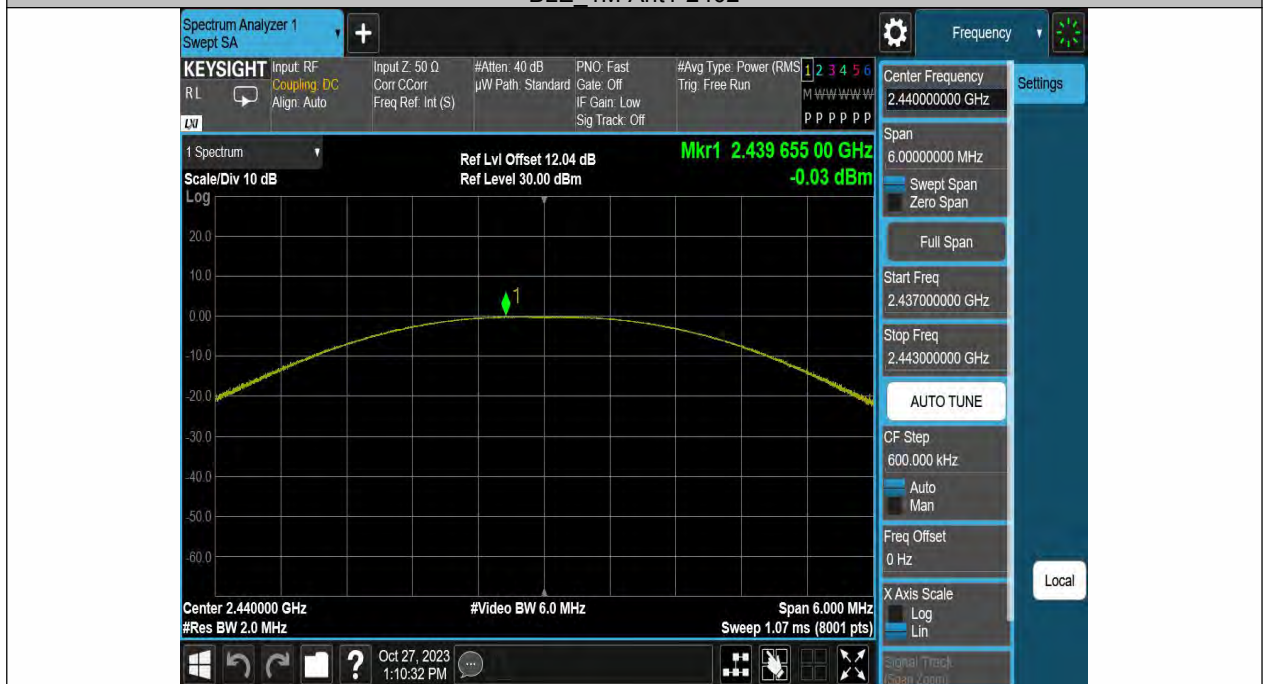 Spectrum Analyzer 1
Swept SA
Frequency
KEYSIGHT
R L
LXI
Input: RF
Coupling: DC
Align: Auto
Input Z: 50 Ω
Corr CCorr
Freq Ref: Int (S)
#Atten: 40 dB
µW Path: Standard
PNO: Fast
Gate: Off
IF Gain: Low
Sig Track: Off
#Avg Type: Power (RMS
Trig: Free Run
1 2 3 4 5 6
M W W W W W
P P P P P P
1 Spectrum
Scale/Div 10 dB
Log
Ref Lvl Offset 12.04 dB
Ref Level 30.00 dBm
Mkr1 2.439 655 00 GHz
-0.03 dBm
20.0
10.0
0.00
-10.0
-20.0
-30.0
-40.0
-50.0
-60.0
1
Center 2.440000 GHz
#Res BW 2.0 MHz
#Video BW 6.0 MHz
Span 6.000 MHz
Sweep 1.07 ms (8001 pts)
Oct 27, 2023
1:10:32 PM
?
Center Frequency
2.440000000 GHz
Settings
Span
6.00000000 MHz
Swept Span
Zero Span
Full Span
Start Freq
2.437000000 GHz
Stop Freq
2.443000000 GHz
AUTO TUNE
CF Step
600.000 kHz
Auto
Man
Freq Offset
0 Hz
X Axis Scale
Log
Lin
Local
Signal Track
(Span Zoom)